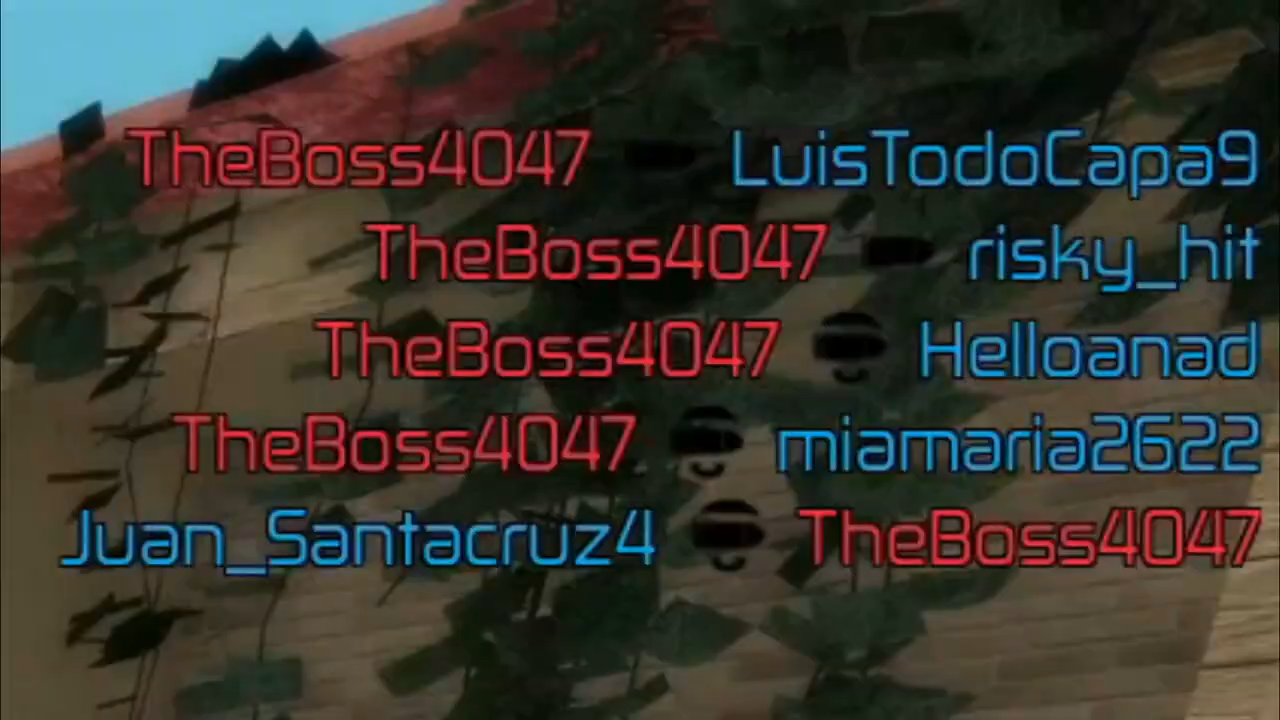 TheBoss4047 LuisTodoCapa9
TheBoss4047 risky_hit
TheBoss4047 Helloanad
TheBoss4047 miamaria2622
Juan_Santacruz4 TheBoss4047